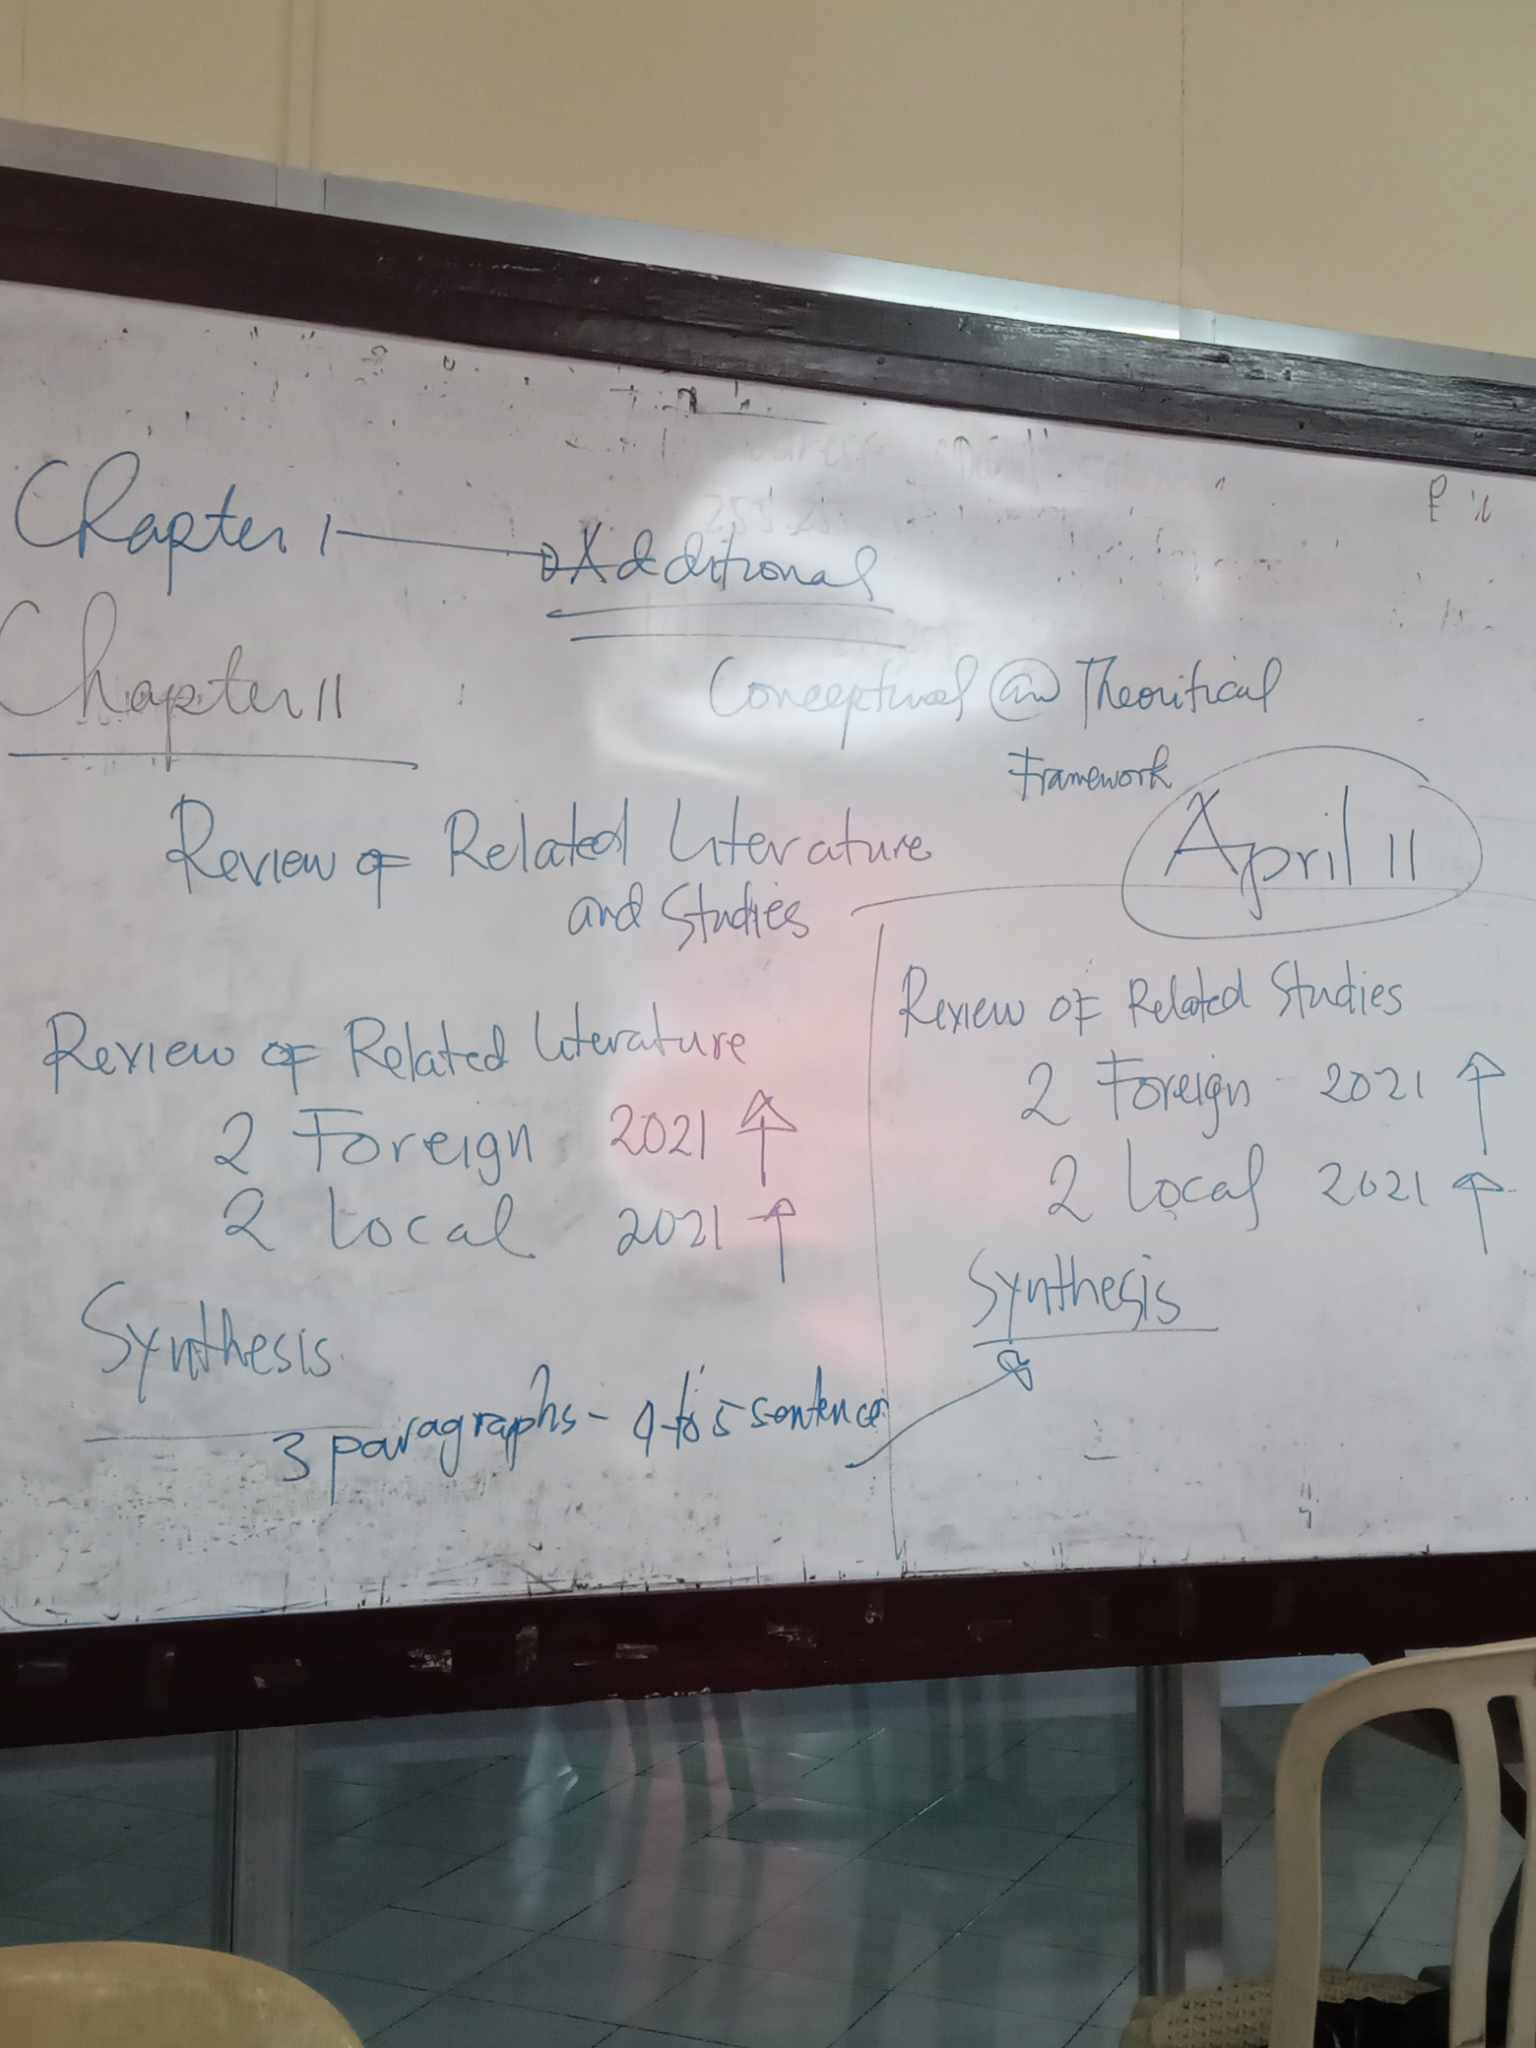 Chapter 1 → Additional
Conceptual Theoritical
Framework
Chapter 11
April 11
Review of Related Literature
and Studies
Review of Related Literature
2 Foreign 2021 ↑
2 Local 2021 ↑
Synthesis
3 paragraphs - 4 to 5 sentence
Review of Related Studies
2 Foreign - 2021 ↑
2 Local 2021 ↑
Synthesis